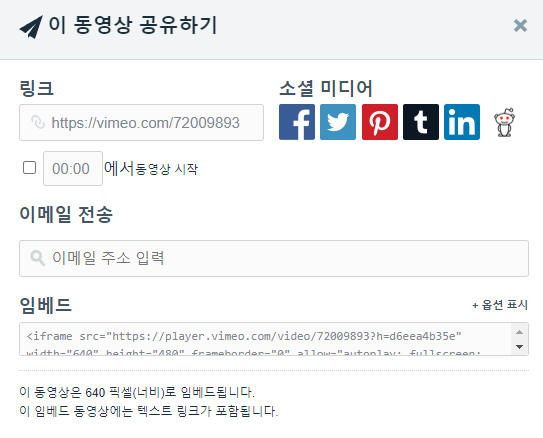 이 동영상 공유하기
링크
소셜 미디어
https://vimeo.com/72009893
00:00 에서동영상 시작
이메일 전송
이메일 주소 입력
임베드
+ 옵션 표시
<iframe src="https://player.vimeo.com/video/72009893?h=d6eea4b35e"
width="640" height="480" frameborder="0" allow="autoplay; fullscreen;
이 동영상은 640 픽셀(너비)로 임베드됩니다.
이 임베드 동영상에는 텍스트 링크가 포함됩니다.